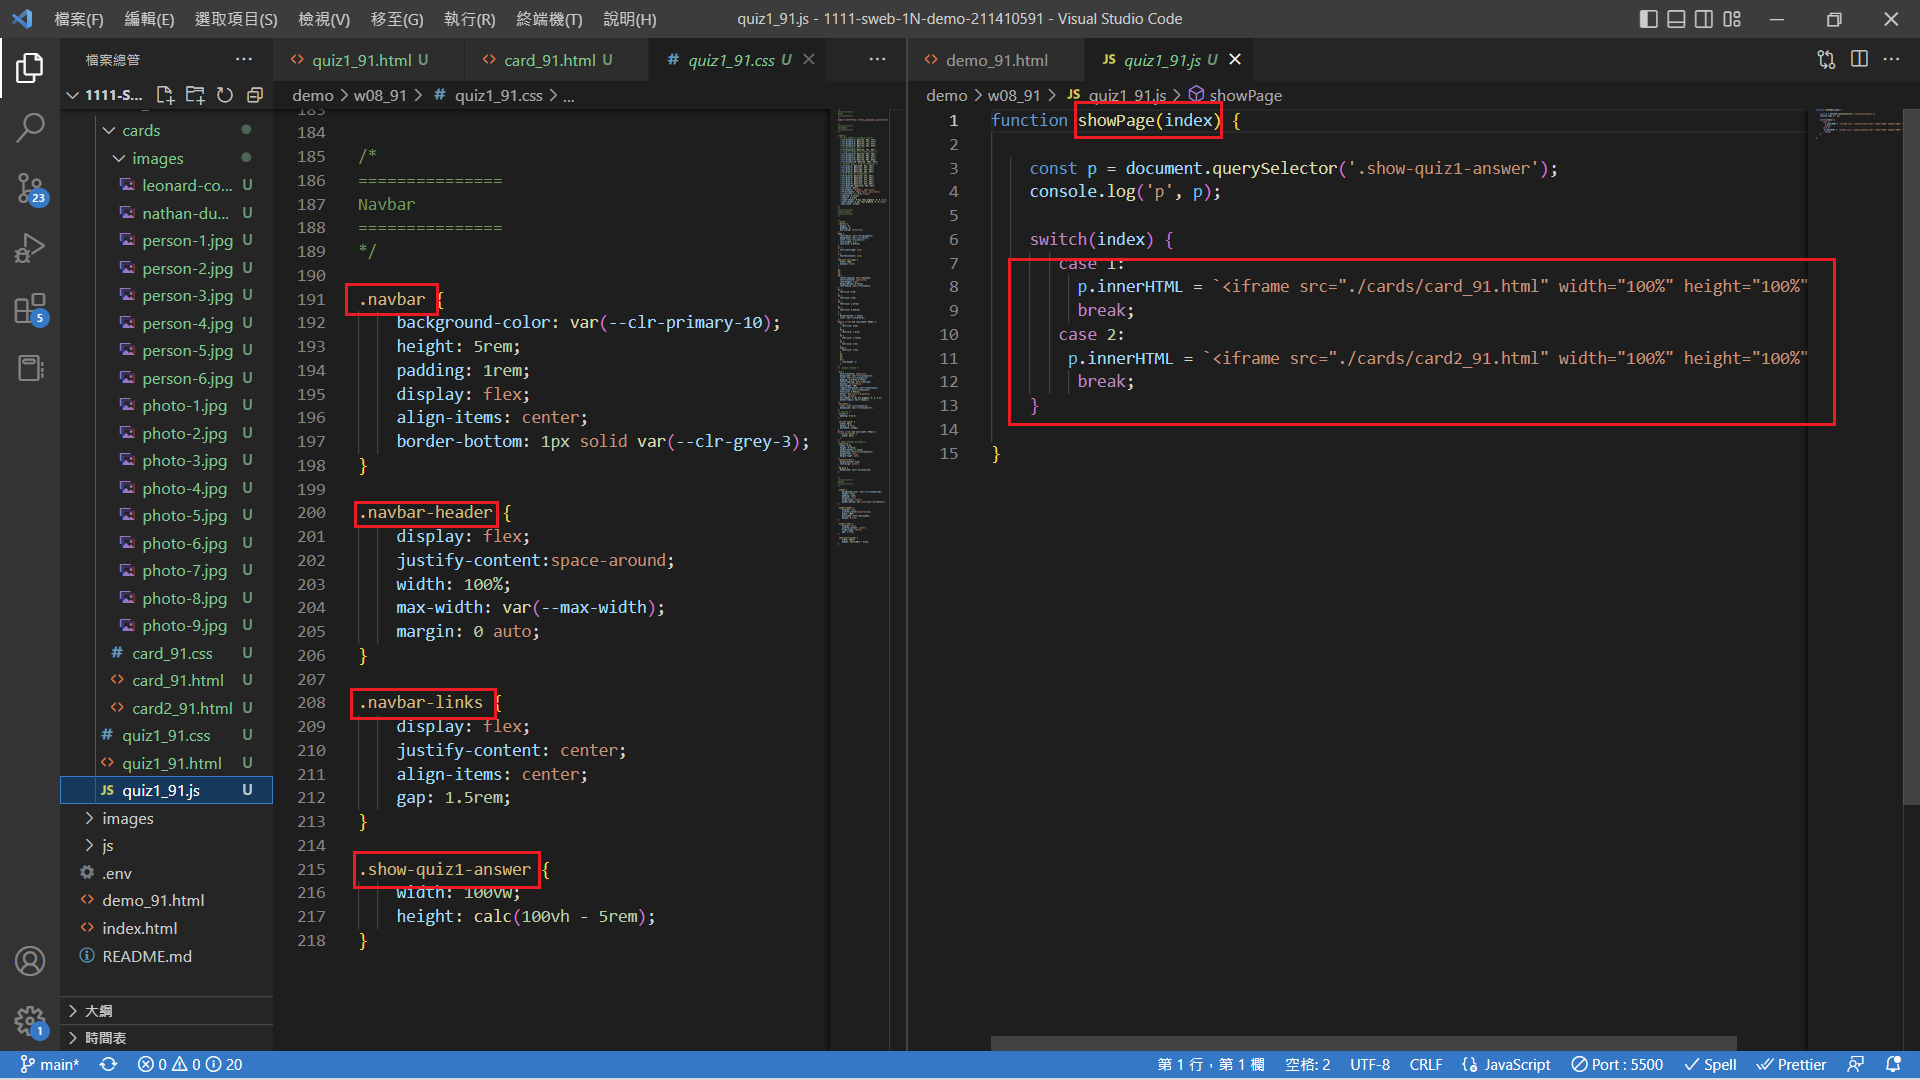 檔案(F) 編輯(E) 選取項目(S) 檢視(V) 移至(G) 執行(R) 終端機(T) 說明(H) quiz1_91.js - 1111-sweb-1N-demo-211410591 - Visual Studio Code
檔案總管
1111-S...
cards
images
leonard-co... U
nathan-du... U
person-1.jpg U
person-2.jpg U
person-3.jpg U
person-4.jpg U
person-5.jpg U
person-6.jpg U
photo-1.jpg U
photo-2.jpg U
photo-3.jpg U
photo-4.jpg U
photo-5.jpg U
photo-6.jpg U
photo-7.jpg U
photo-8.jpg U
photo-9.jpg U
# card_91.css U
<> card_91.html U
<> card2_91.html U
# quiz1_91.css U
<> quiz1_91.html U
JS quiz1_91.js U
images
js
.env
<> demo_91.html
<> index.html
README.md
大綱
時間表
23
5
1
<> quiz1_91.html U <> card_91.html U # quiz1_91.css U
demo > w08_91 > # quiz1_91.css > ...
183
184
185 /*
186 ===============
187 Navbar
188 ===============
189 */
190
191 .navbar {
192 background-color: var(--clr-primary-10);
193 height: 5rem;
194 padding: 1rem;
195 display: flex;
196 align-items: center;
197 border-bottom: 1px solid var(--clr-grey-3);
198 }
199
200 .navbar-header {
201 display: flex;
202 justify-content:space-around;
203 width: 100%;
204 max-width: var(--max-width);
205 margin: 0 auto;
206 }
207
208 .navbar-links {
209 display: flex;
210 justify-content: center;
211 align-items: center;
212 gap: 1.5rem;
213 }
214
215 .show-quiz1-answer {
216 width: 100vw;
217 height: calc(100vh - 5rem);
218 }
<> demo_91.html JS quiz1_91.js U
demo > w08_91 > JS quiz1_91.js > showPage
1 function showPage(index) {
2
3 const p = document.querySelector('.show-quiz1-answer');
4 console.log('p', p);
5
6 switch(index) {
7 case 1:
8 p.innerHTML = `<iframe src="./cards/card_91.html" width="100%" height="100%"
9 break;
10 case 2:
11 p.innerHTML = `<iframe src="./cards/card2_91.html" width="100%" height="100%"
12 break;
13 }
14
15 }
main* 0 0 20 第 1 行，第 1 欄 空格: 2 UTF-8 CRLF JavaScript Port : 5500 Spell Prettier